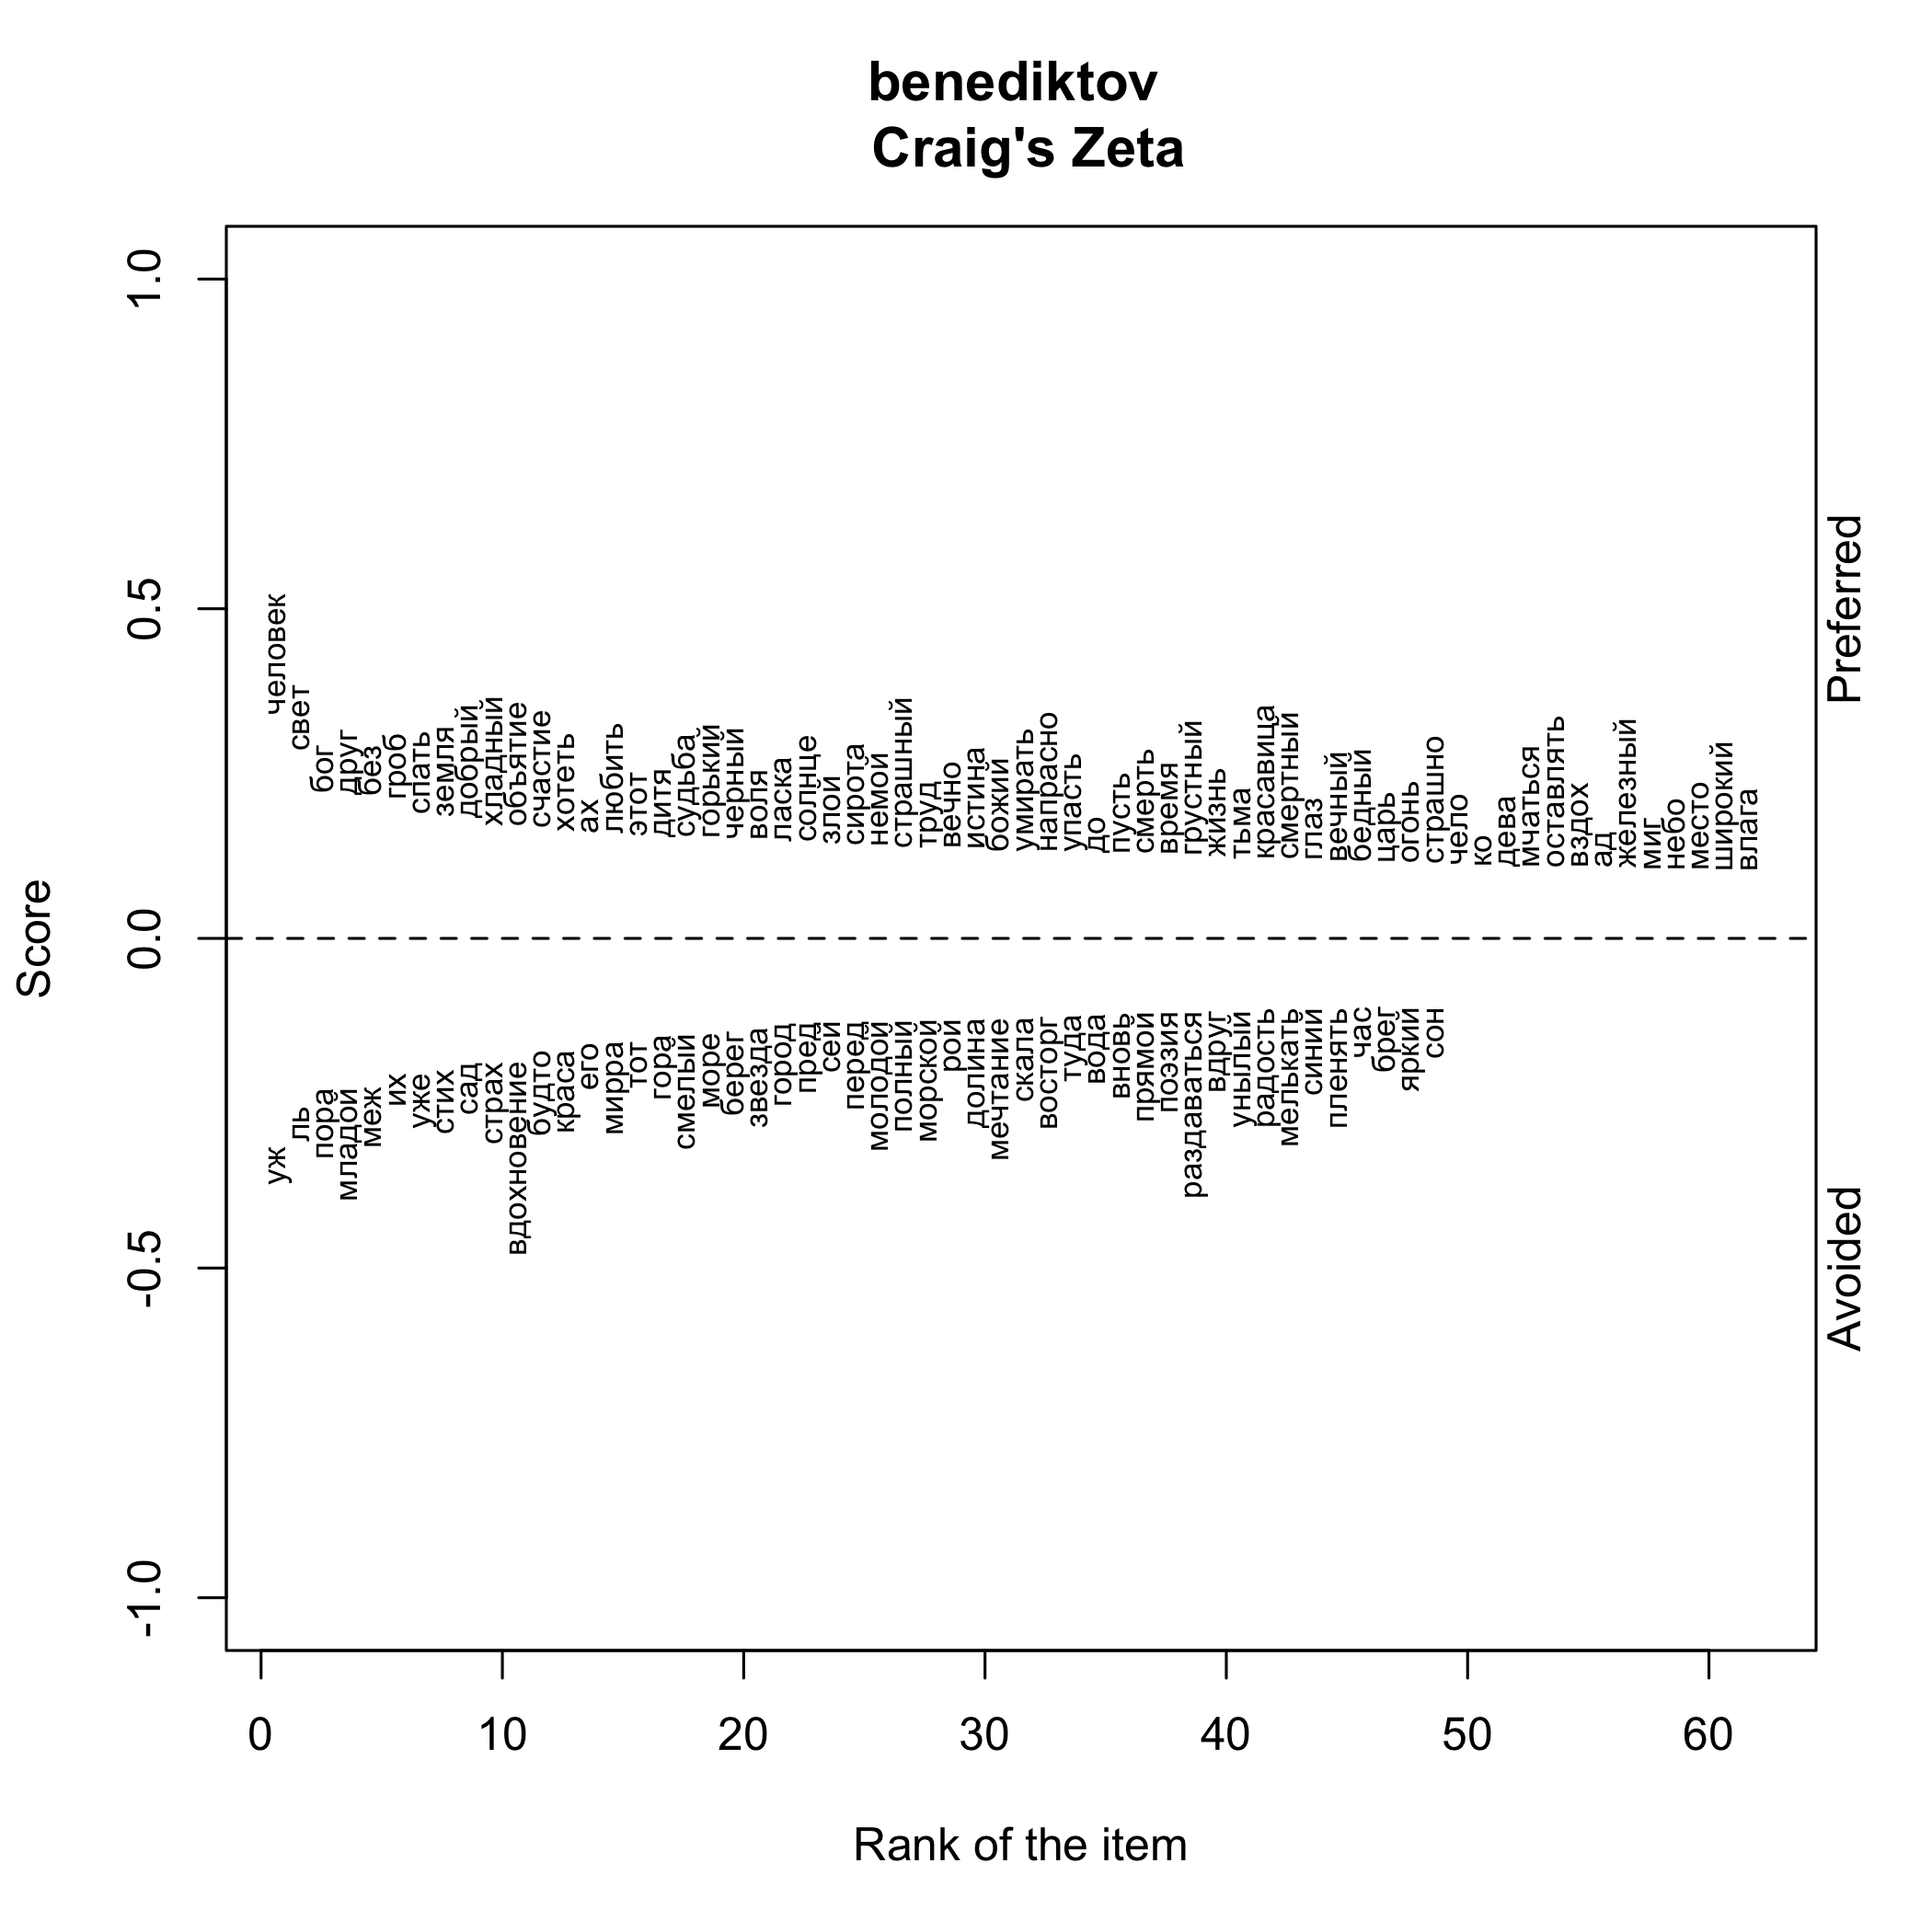 benediktov
Craig's Zeta
Score
1.0
0.5
0.0
-0.5
-1.0
Preferred
Avoided
человек
свет
бог
друг
без
гроб
спать
земля
добрый
хладный
объятие
счастие
хотеть
ах
любить
этот
дитя
судьба
горький
черный
воля
ласка
солнце
злой
сирота
немой
страшный
труд
вечно
истина
божий
умирать
напрасно
упасть
до
пусть
смерть
время
грустный
жизнь
тьма
красавица
смертный
глаз
вечный
бедный
царь
огонь
страшно
чело
ко
дева
мчаться
оставлять
вздох
ад
железный
миг
небо
место
широкий
влага
уж
ль
пора
младой
меж
их
уже
стих
сад
страх
вдохновение
будто
краса
его
мирра
тот
гора
смелый
море
берег
звезда
город
пред
сей
перед
молодой
полный
морской
рой
долина
мечтание
скала
восторг
туда
вода
вновь
прямой
поэзия
раздаваться
вдруг
унылый
радость
мелькать
синий
пленять
час
брег
яркий
сон
0 10 20 30 40 50 60
Rank of the item